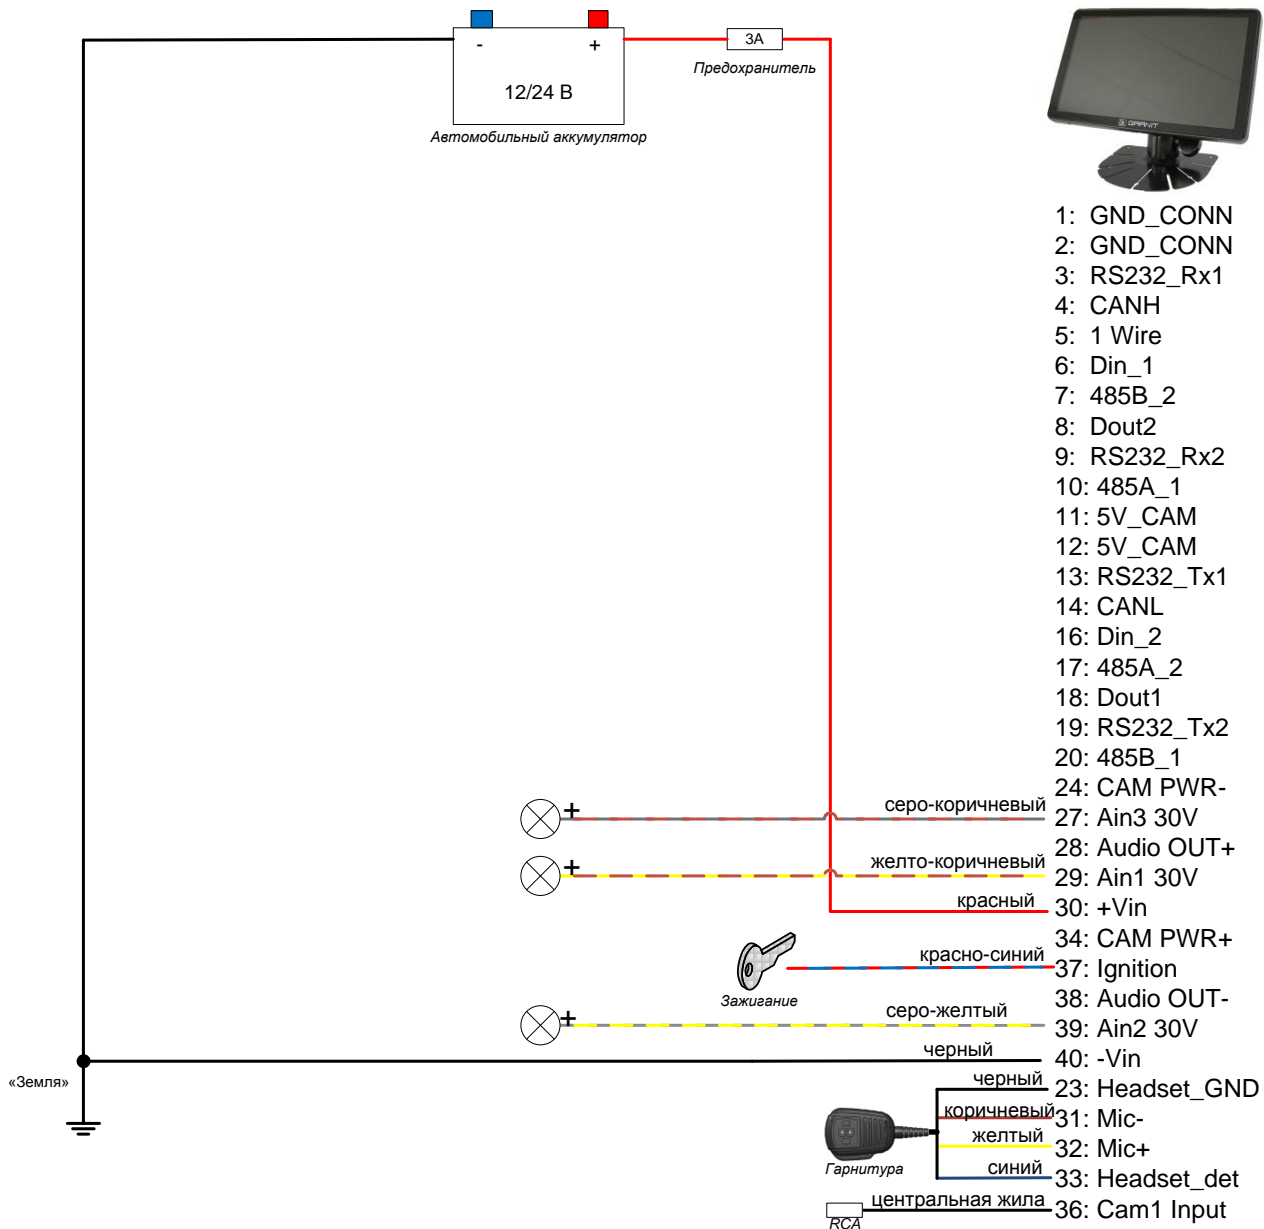 - +
3A
Предохранитель
12/24 В
Автомобильный аккумулятор
GRANIT
1: GND_CONN
2: GND_CONN
3: RS232_Rx1
4: CANH
5: 1 Wire
6: Din_1
7: 485B_2
8: Dout2
9: RS232_Rx2
10: 485A_1
11: 5V_CAM
12: 5V_CAM
13: RS232_Tx1
14: CANL
16: Din_2
17: 485A_2
18: Dout1
19: RS232_Tx2
20: 485B_1
24: CAM PWR-
+ серо-коричневый 27: Ain3 30V
28: Audio OUT+
+ желто-коричневый 29: Ain1 30V
красный 30: +Vin
34: CAM PWR+
красно-синий 37: Ignition
Зажигание
38: Audio OUT-
+ серо-желтый 39: Ain2 30V
черный 40: -Vin
«Земля»
черный 23: Headset_GND
коричневый 31: Mic-
желтый 32: Mic+
Гарнитура
синий 33: Headset_det
центральная жила 36: Cam1 Input
RCA